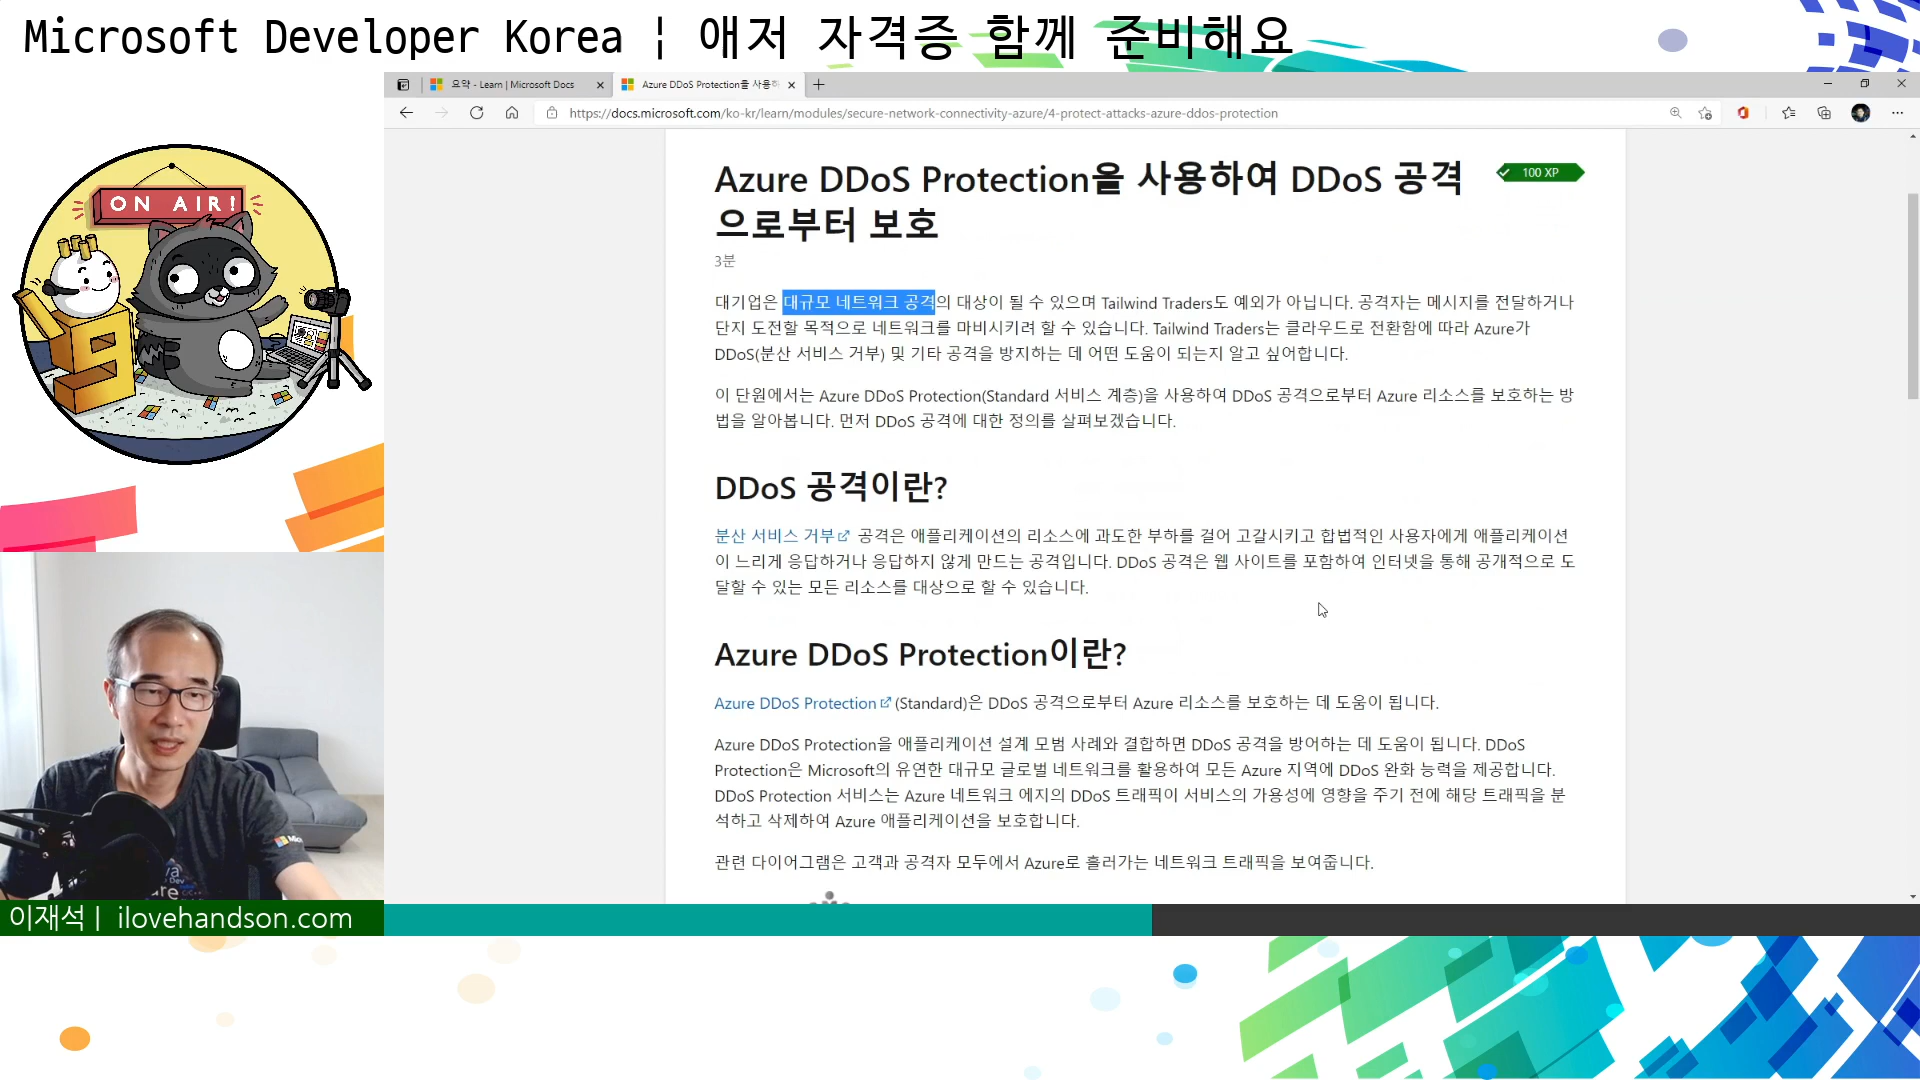 Microsoft Developer Korea | 애저 자격증 함께 준비해요
요약 - Learn | Microsoft Docs
Azure DDoS Protection을 사용하
https://docs.microsoft.com/ko-kr/learn/modules/secure-network-connectivity-azure/4-protect-attacks-azure-ddos-protection
ON AIR!
Azure DDoS Protection을 사용하여 DDoS 공격
으로부터 보호
100 XP
3분
대기업은 대규모 네트워크 공격의 대상이 될 수 있으며 Tailwind Traders도 예외가 아닙니다. 공격자는 메시지를 전달하거나
단지 도전할 목적으로 네트워크를 마비시키려 할 수 있습니다. Tailwind Traders는 클라우드로 전환함에 따라 Azure가
DDoS(분산 서비스 거부) 및 기타 공격을 방지하는 데 어떤 도움이 되는지 알고 싶어합니다.
이 단원에서는 Azure DDoS Protection(Standard 서비스 계층)을 사용하여 DDoS 공격으로부터 Azure 리소스를 보호하는 방
법을 알아봅니다. 먼저 DDoS 공격에 대한 정의를 살펴보겠습니다.
DDoS 공격이란?
분산 서비스 거부 공격은 애플리케이션의 리소스에 과도한 부하를 걸어 고갈시키고 합법적인 사용자에게 애플리케이션
이 느리게 응답하거나 응답하지 않게 만드는 공격입니다. DDoS 공격은 웹 사이트를 포함하여 인터넷을 통해 공개적으로 도
달할 수 있는 모든 리소스를 대상으로 할 수 있습니다.
Azure DDoS Protection이란?
Azure DDoS Protection (Standard)은 DDoS 공격으로부터 Azure 리소스를 보호하는 데 도움이 됩니다.
Azure DDoS Protection을 애플리케이션 설계 모범 사례와 결합하면 DDoS 공격을 방어하는 데 도움이 됩니다. DDoS
Protection은 Microsoft의 유연한 대규모 글로벌 네트워크를 활용하여 모든 Azure 지역에 DDoS 완화 능력을 제공합니다.
DDoS Protection 서비스는 Azure 네트워크 에지의 DDoS 트래픽이 서비스의 가용성에 영향을 주기 전에 해당 트래픽을 분
석하고 삭제하여 Azure 애플리케이션을 보호합니다.
관련 다이어그램은 고객과 공격자 모두에서 Azure로 흘러가는 네트워크 트래픽을 보여줍니다.
이재석 | ilovehandson.com